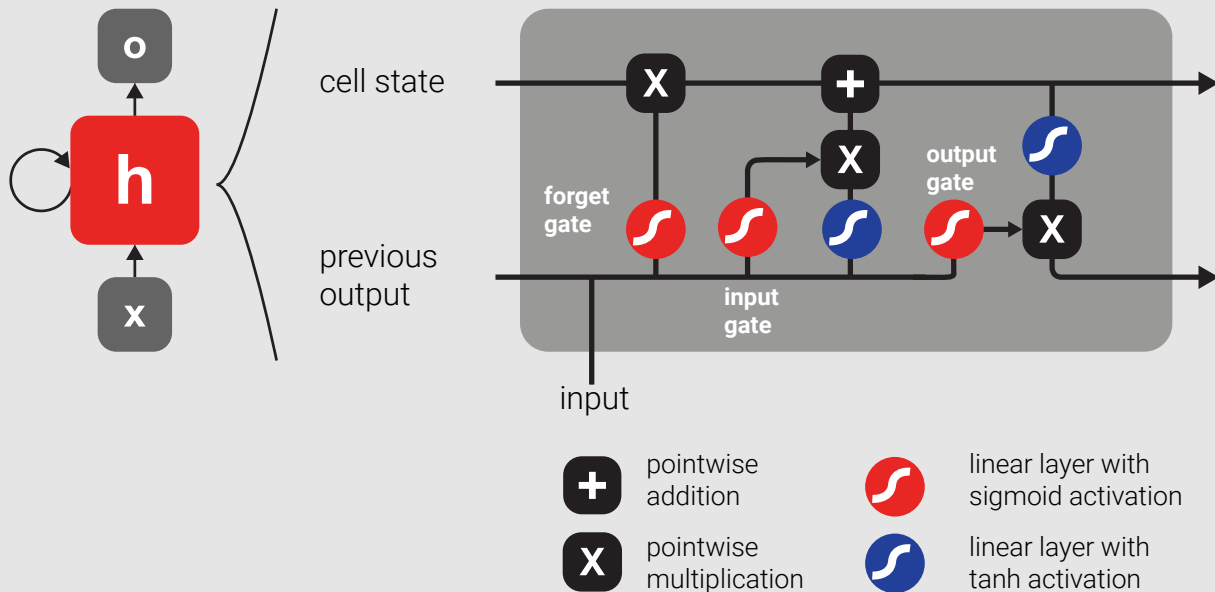 o
h
x
cell state
previous
output
X
+
X
output
gate
forget
gate
X
input
gate
input
+
pointwise
addition
linear layer with
sigmoid activation
X
pointwise
multiplication
linear layer with
tanh activation